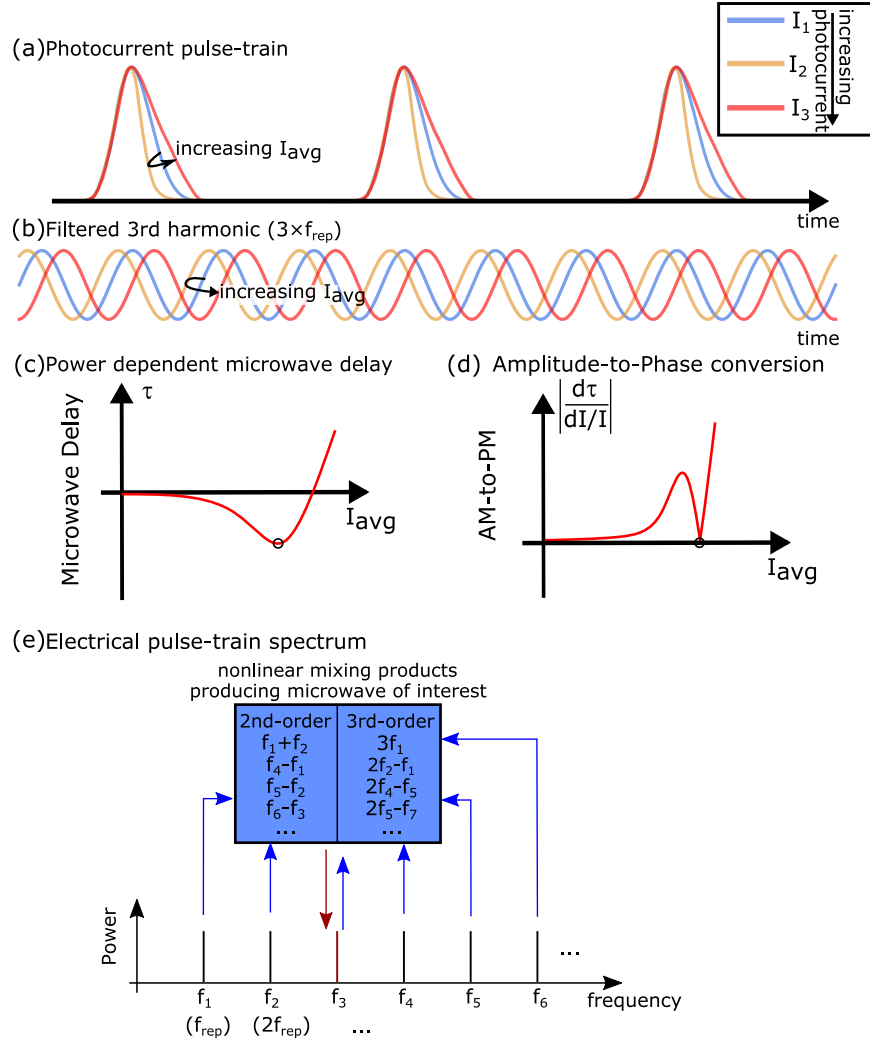 (a) Photocurrent pulse-train
I1
I2
I3
increasing
photocurrent
increasing Iavg
time
(b) Filtered 3rd harmonic (3×frep)
increasing Iavg
time
(c) Power dependent microwave delay
τ
Microwave Delay
Iavg
(d) Amplitude-to-Phase conversion
|dτ
dI/I|
AM-to-PM
Iavg
(e) Electrical pulse-train spectrum
nonlinear mixing products
producing microwave of interest
2nd-order 3rd-order
f1+f2 3f1
f4-f1 2f2-f1
f5-f2 2f4-f5
f6-f3 2f5-f7
... ...
Power
...
f1 f2 f3 f4 f5 f6 frequency
(frep) (2frep) ...